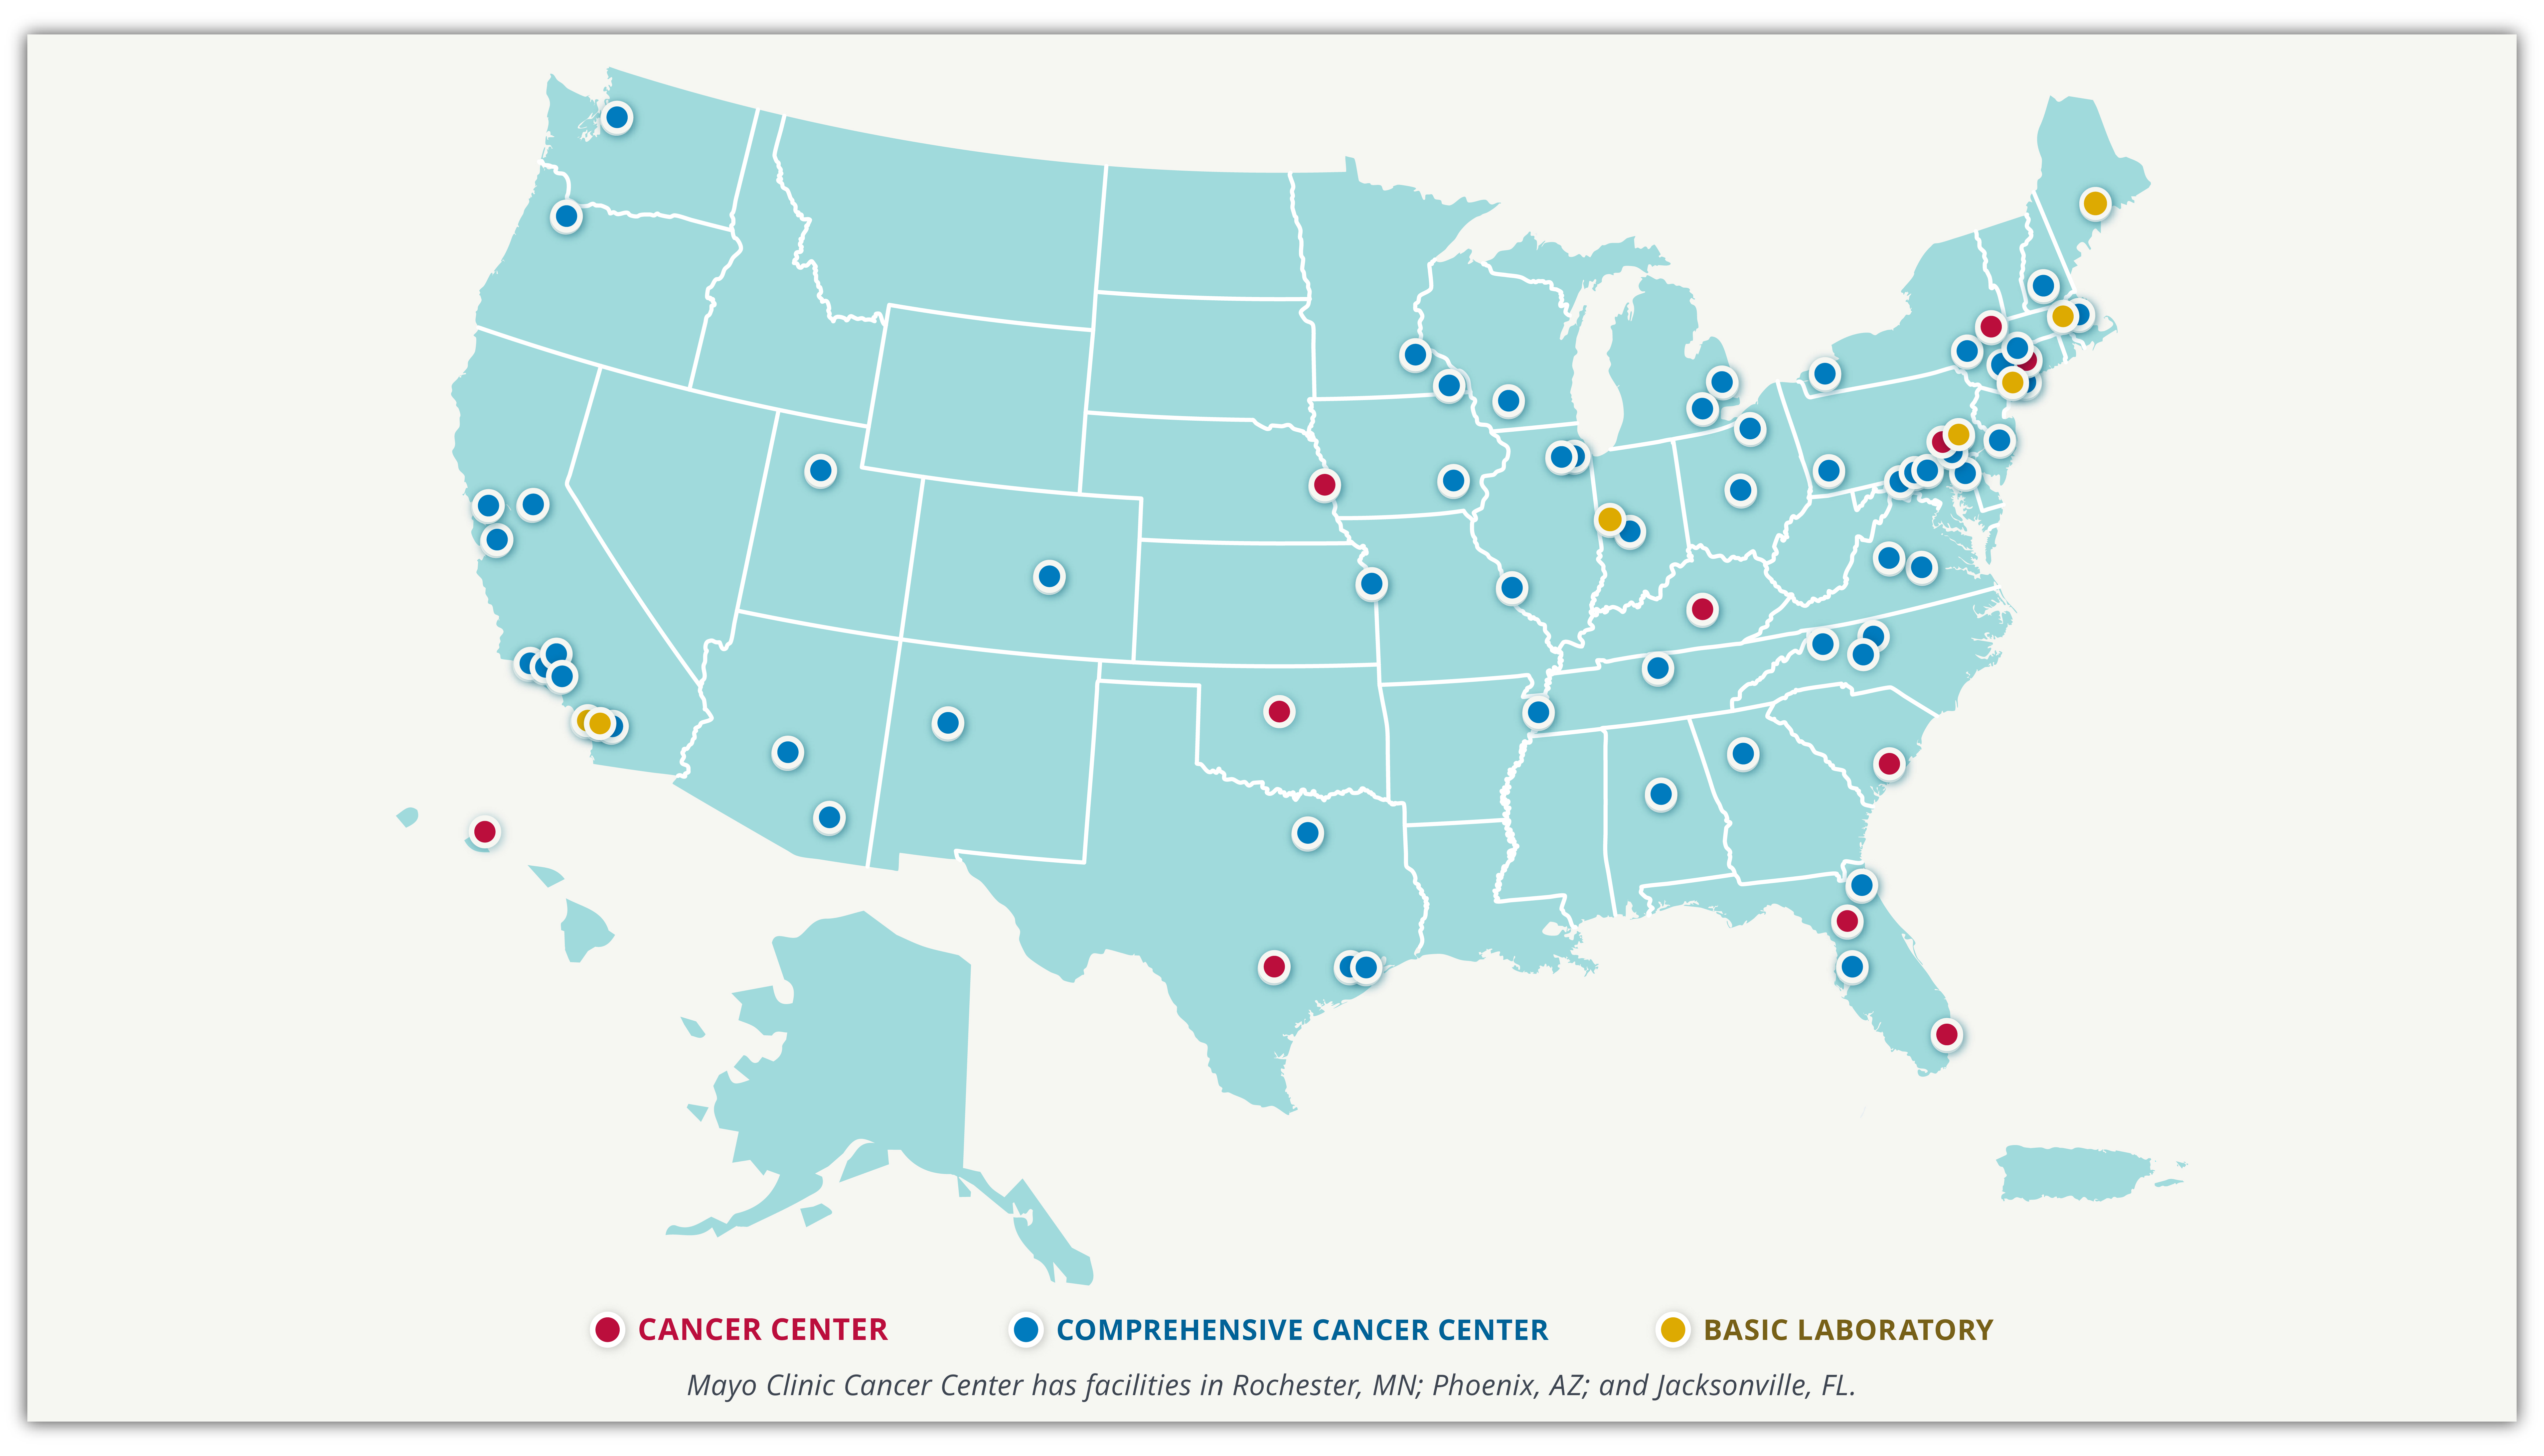 CANCER CENTER
COMPREHENSIVE CANCER CENTER
BASIC LABORATORY
Mayo Clinic Cancer Center has facilities in Rochester, MN; Phoenix, AZ; and Jacksonville, FL.